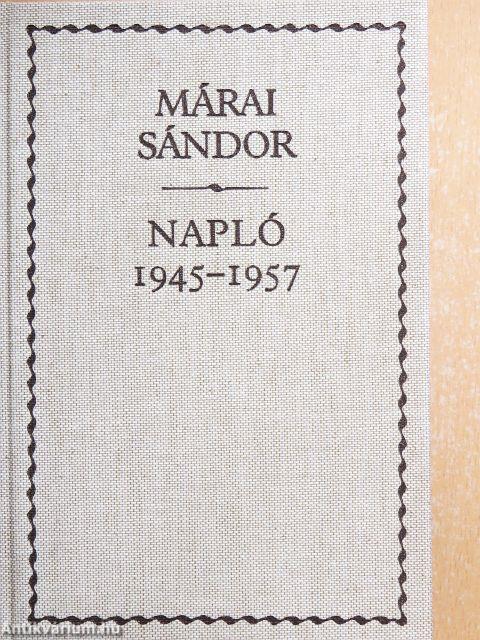 MÁRAI
SÁNDOR
NAPLÓ
1945–1957
Antikvarium.hu